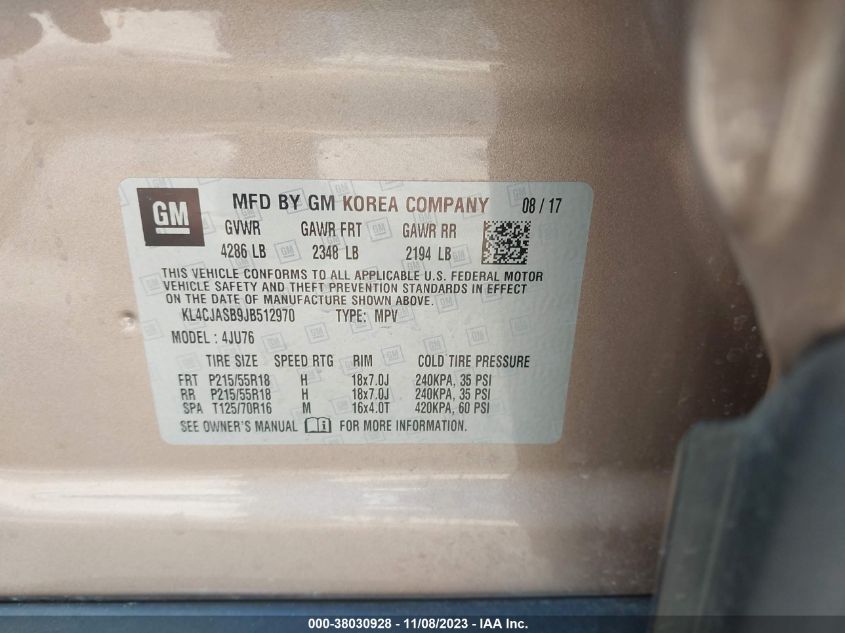 GM MFD BY GM KOREA COMPANY 08 / 17
GVWR GAWR FRT GAWR RR
4286 LB 2348 LB 2194 LB
THIS VEHICLE CONFORMS TO ALL APPLICABLE U.S. FEDERAL MOTOR
VEHICLE SAFETY AND THEFT PREVENTION STANDARDS IN EFFECT
ON THE DATE OF MANUFACTURE SHOWN ABOVE.
KL4CJASB9JB512970 TYPE: MPV
MODEL : 4JU76
TIRE SIZE SPEED RTG RIM COLD TIRE PRESSURE
FRT P215/55R18 H 18x7.0J 240KPA, 35 PSI
RR P215/55R18 H 18x7.0J 240KPA, 35 PSI
SPA T125/70R16 M 16x4.0T 420KPA, 60 PSI
SEE OWNER'S MANUAL FOR MORE INFORMATION.
000-38030928 - 11/08/2023 - IAA Inc.